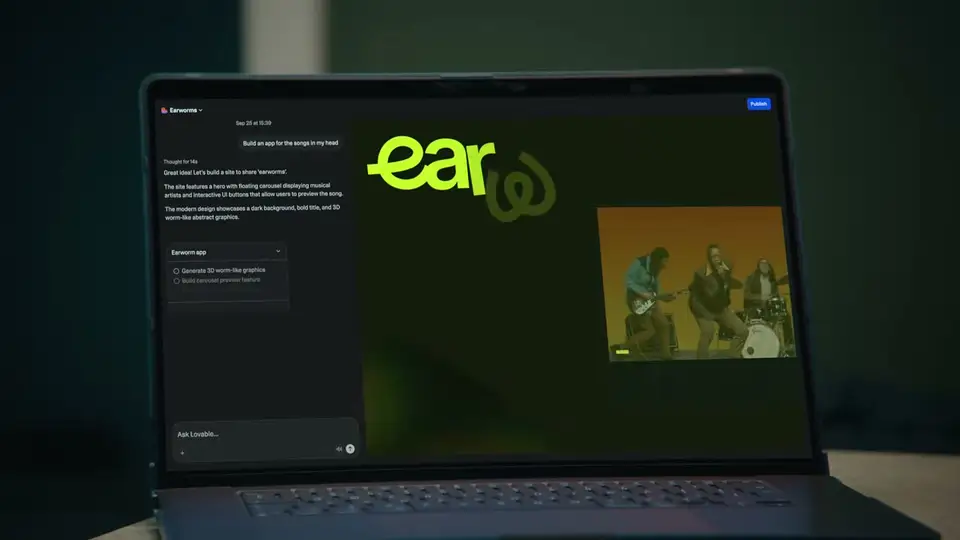 Earworms
Publish
Sep 25 at 15:39
Build an app for the songs in my head
Thought for 14s
Great idea! Let's build a site to share 'earworms'.
The site features a hero with floating carousel displaying musical
artists and interactive UI buttons that allow users to preview the song.
The modern design showcases a dark background, bold title, and 3D
worm-like abstract graphics.
Earworm app
Generate 3D worm-like graphics
Build carousel preview feature
Ask Lovable...
earw